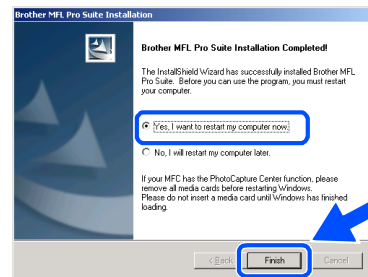 Brother MFL Pro Suite Installation
Brother MFL Pro Suite Installation Completed!
The InstallShield Wizard has successfully installed Brother MFL
Pro Suite. Before you can use the program, you must restart
your computer.
Yes, I want to restart my computer now.
No, I will restart my computer later.
If your MFC has the PhotoCapture Center function, please
remove all media cards before restarting Windows.
Please do not insert a media card until Windows has finished
loading.
< Back Finish Cancel